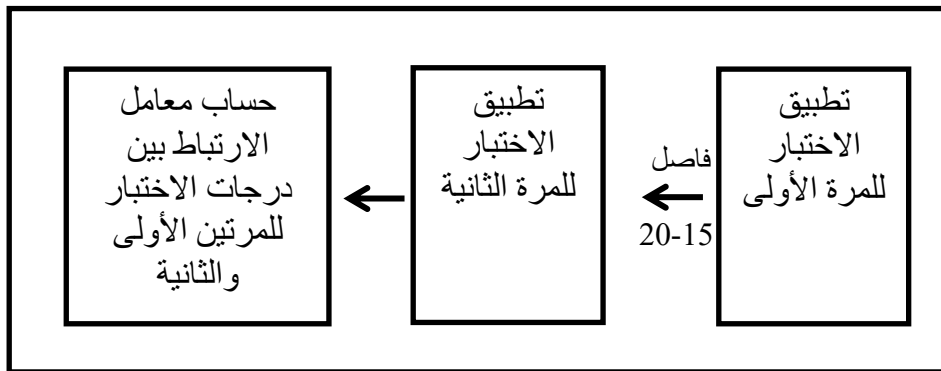 تطبيق
الاختبار
للمرة الأولى
فاصل
20-15
تطبيق
الاختبار
للمرة الثانية
حساب معامل
الارتباط بين
درجات الاختبار
للمرتين الأولى
والثانية